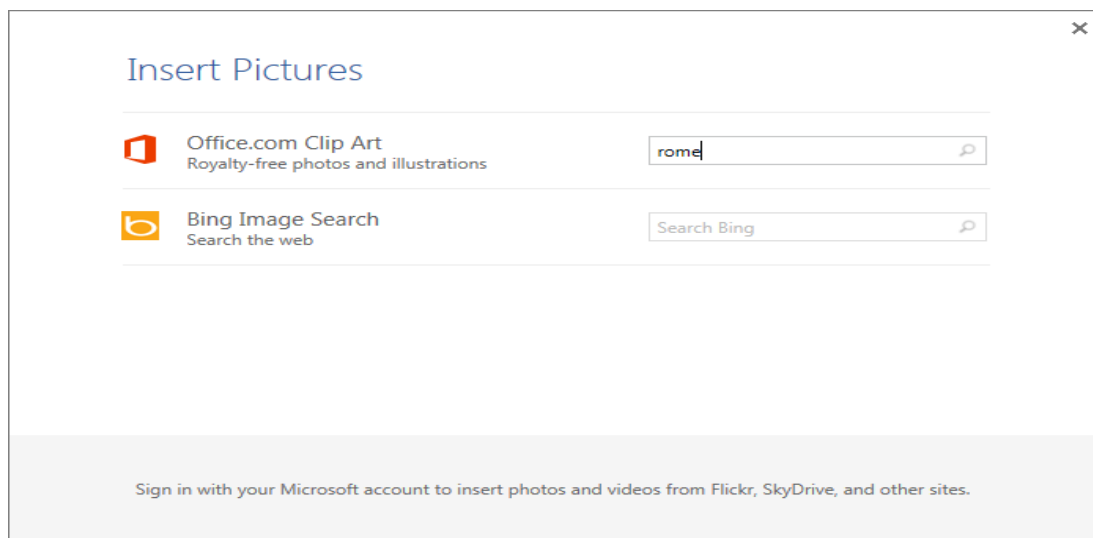 Insert Pictures
Office.com Clip Art
Royalty-free photos and illustrations
rome
Bing Image Search
Search the web
Search Bing
Sign in with your Microsoft account to insert photos and videos from Flickr, SkyDrive, and other sites.